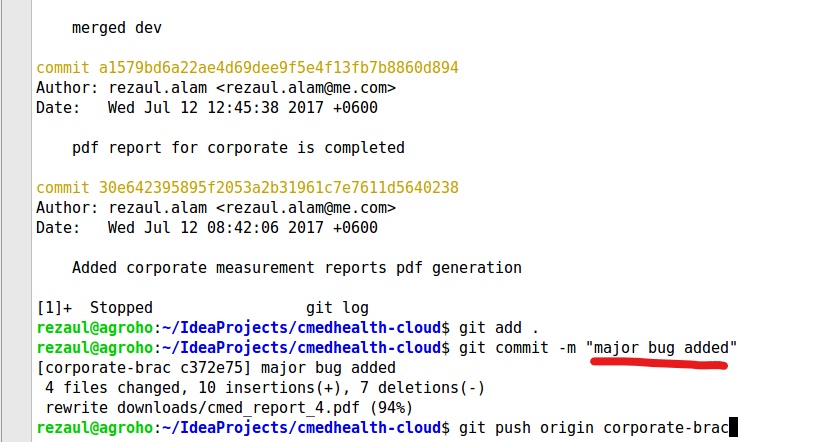 merged dev
commit a1579bd6a22ae4d69dee9f5e4f13fb7b8860d894
Author: rezaul.alam <rezaul.alam@me.com>
Date:   Wed Jul 12 12:45:38 2017 +0600
pdf report for corporate is completed
commit 30e642395895f2053a2b31961c7e7611d5640238
Author: rezaul.alam <rezaul.alam@me.com>
Date:   Wed Jul 12 08:42:06 2017 +0600
Added corporate measurement reports pdf generation
[1]+  Stopped                 git log
rezaul@agroho:~/IdeaProjects/cmedhealth-cloud$ git add .
rezaul@agroho:~/IdeaProjects/cmedhealth-cloud$ git commit -m "major bug added"
[corporate-brac c372e75] major bug added
 4 files changed, 10 insertions(+), 7 deletions(-)
 rewrite downloads/cmed_report_4.pdf (94%)
rezaul@agroho:~/IdeaProjects/cmedhealth-cloud$ git push origin corporate-brac